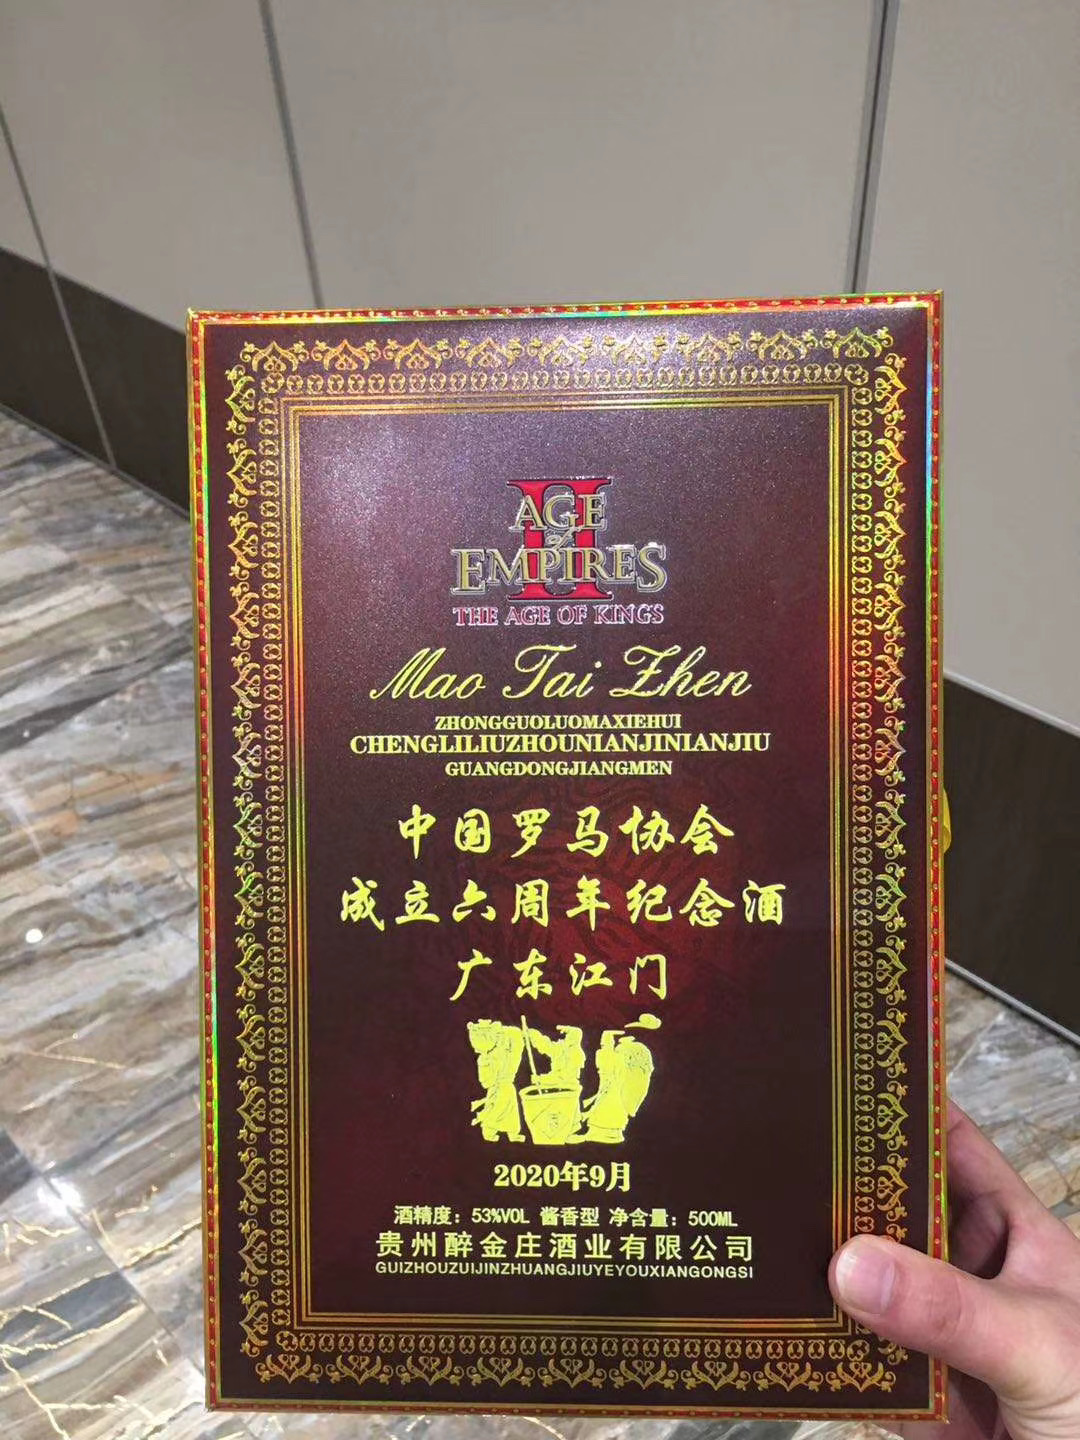 II
AGE
of
EMPIRES
THE AGE OF KINGS
Mao Tai Zhen
ZHONGGUOLUOMAXIEHUI
CHENGLILIUZHOUNIANJINIANJIU
GUANGDONGJIANGMEN
中国罗马协会
成立六周年纪念酒
广东江门
2020年9月
酒精度：53%VOL 酱香型 净含量：500ML
贵州醉金庄酒业有限公司
GUIZHOUZUIJINZHUANGJIUYEYOUXIANGONGSI